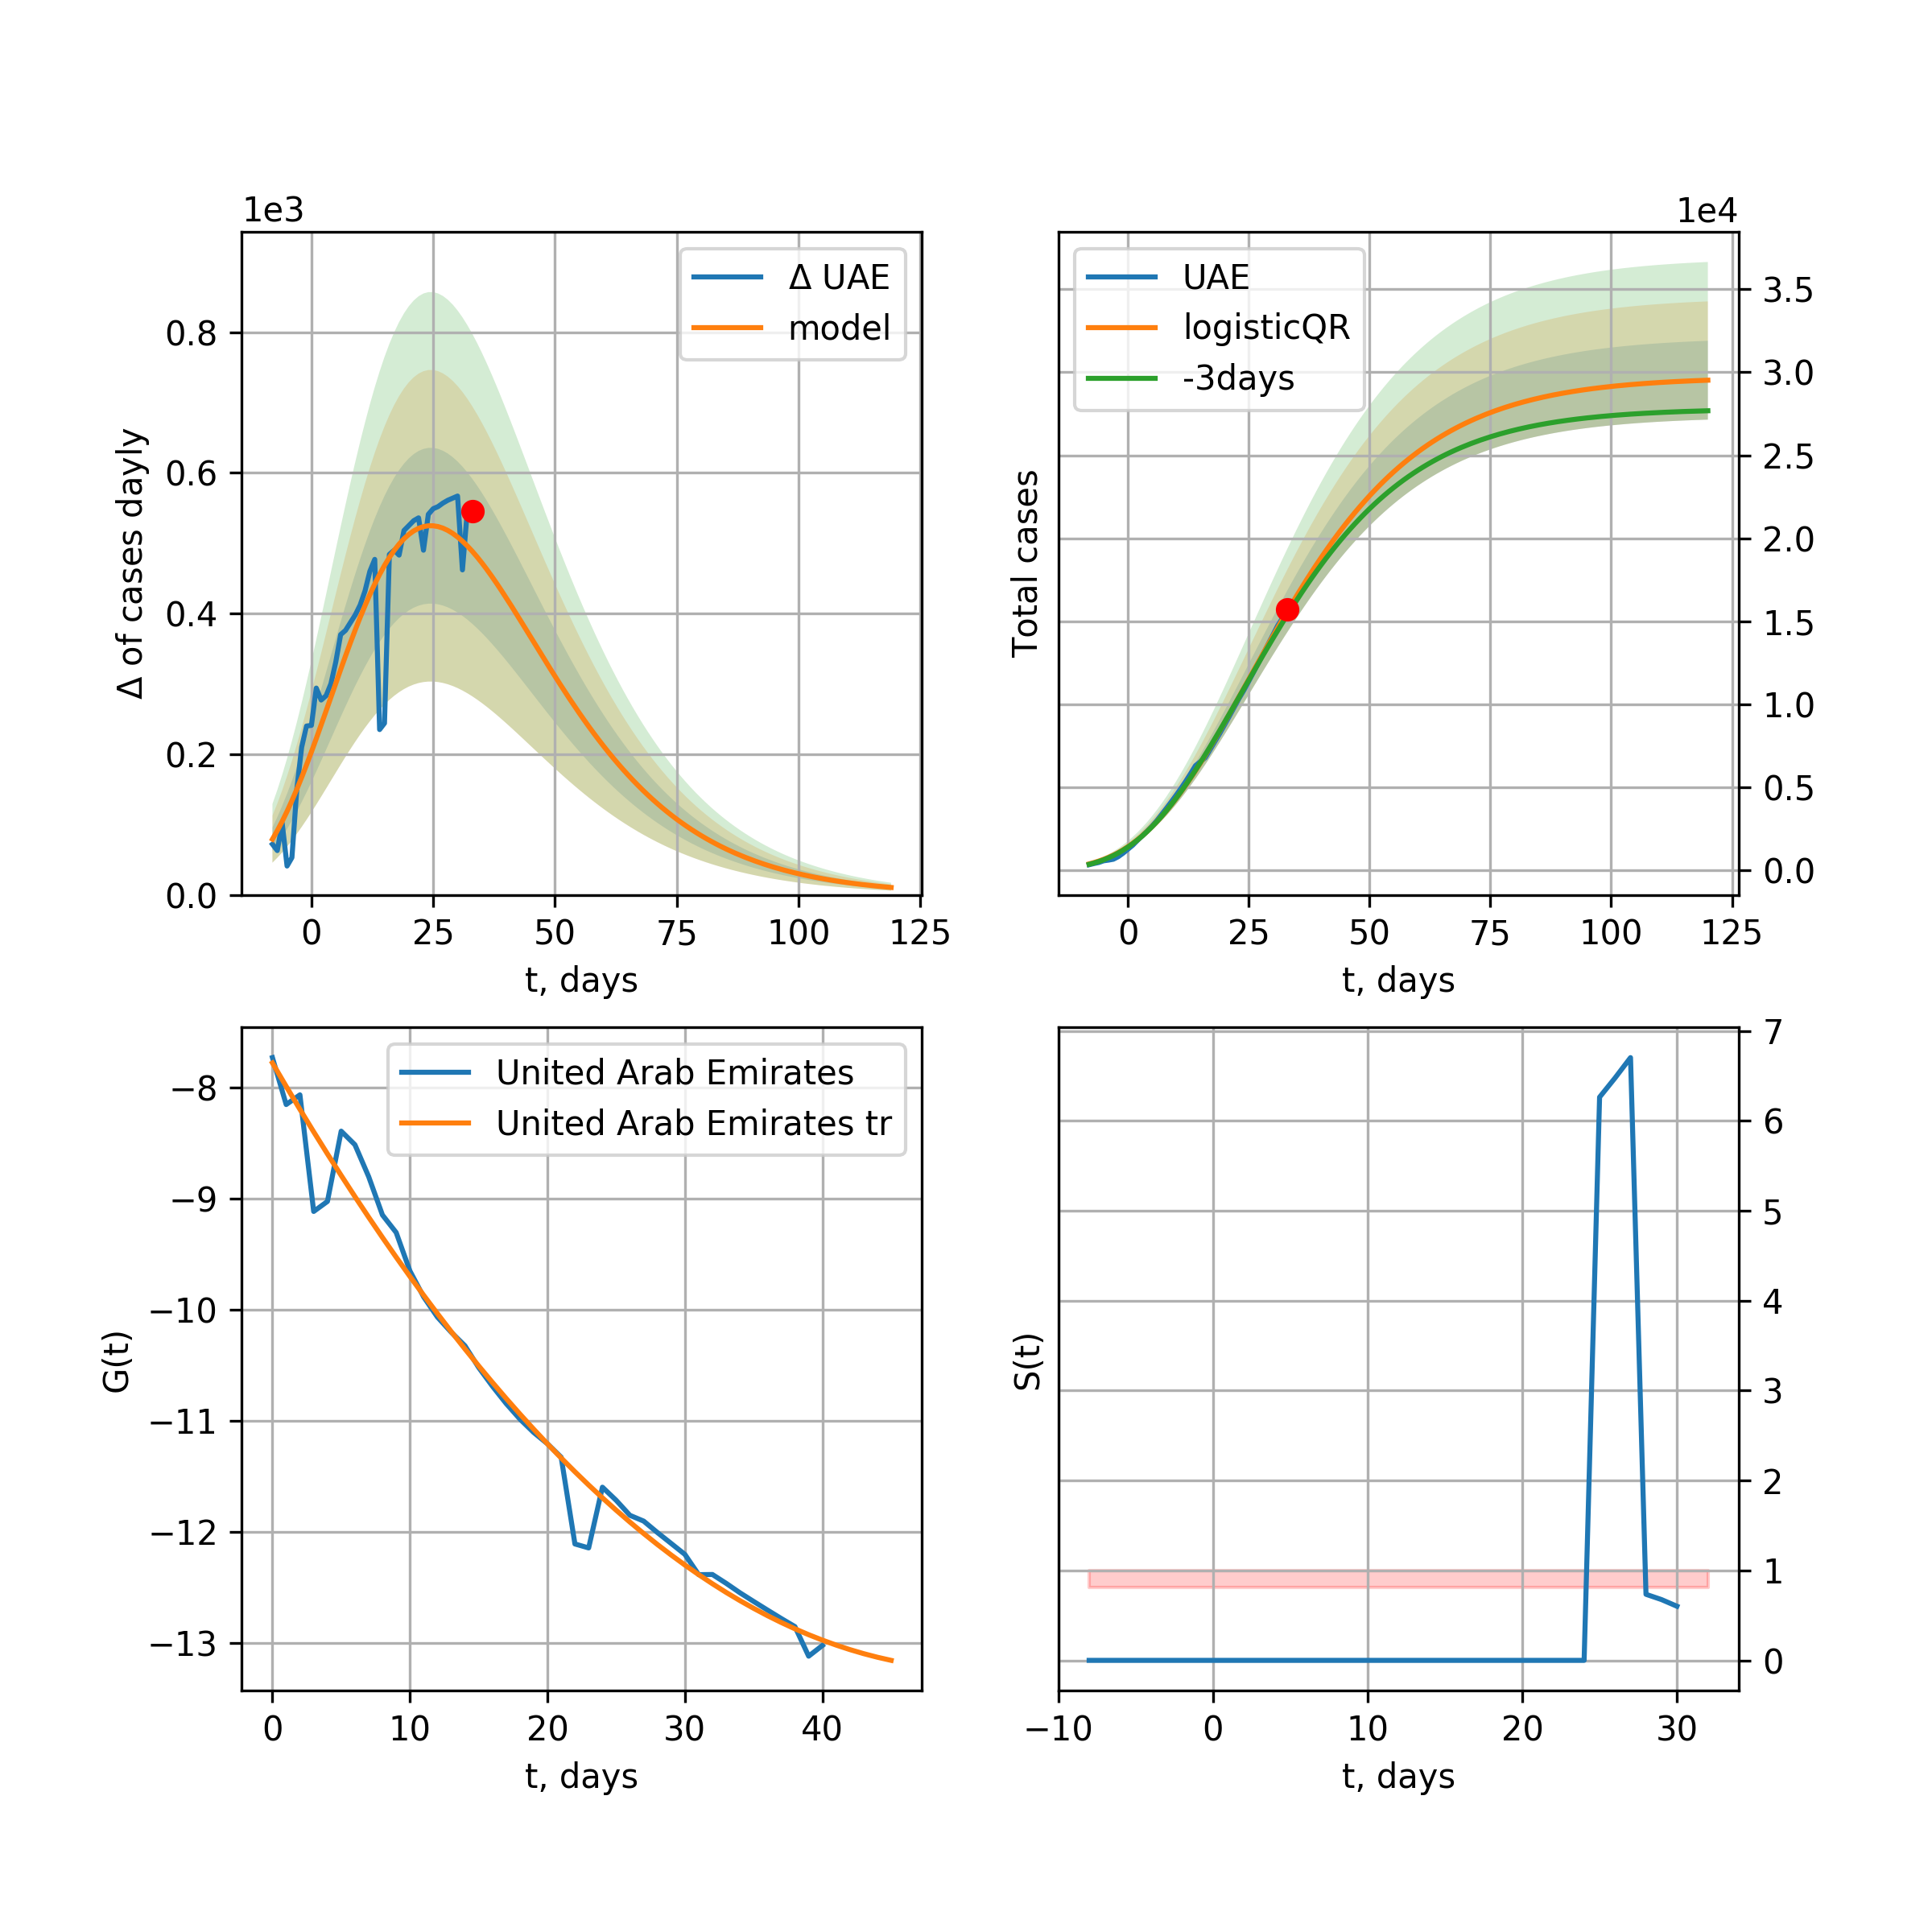 1e3
Δ of cases dayly
0.8
0.6
0.4
0.2
0.0
Δ UAE
model
0 25 50 75 100 125
t, days
1e4
Total cases
UAE
logisticQR
-3days
3.5
3.0
2.5
2.0
1.5
1.0
0.5
0.0
0 25 50 75 100 125
t, days
G(t)
−8
−9
−10
−11
−12
−13
United Arab Emirates
United Arab Emirates tr
0 10 20 30 40
t, days
S(t)
7
6
5
4
3
2
1
0
−10 0 10 20 30
t, days